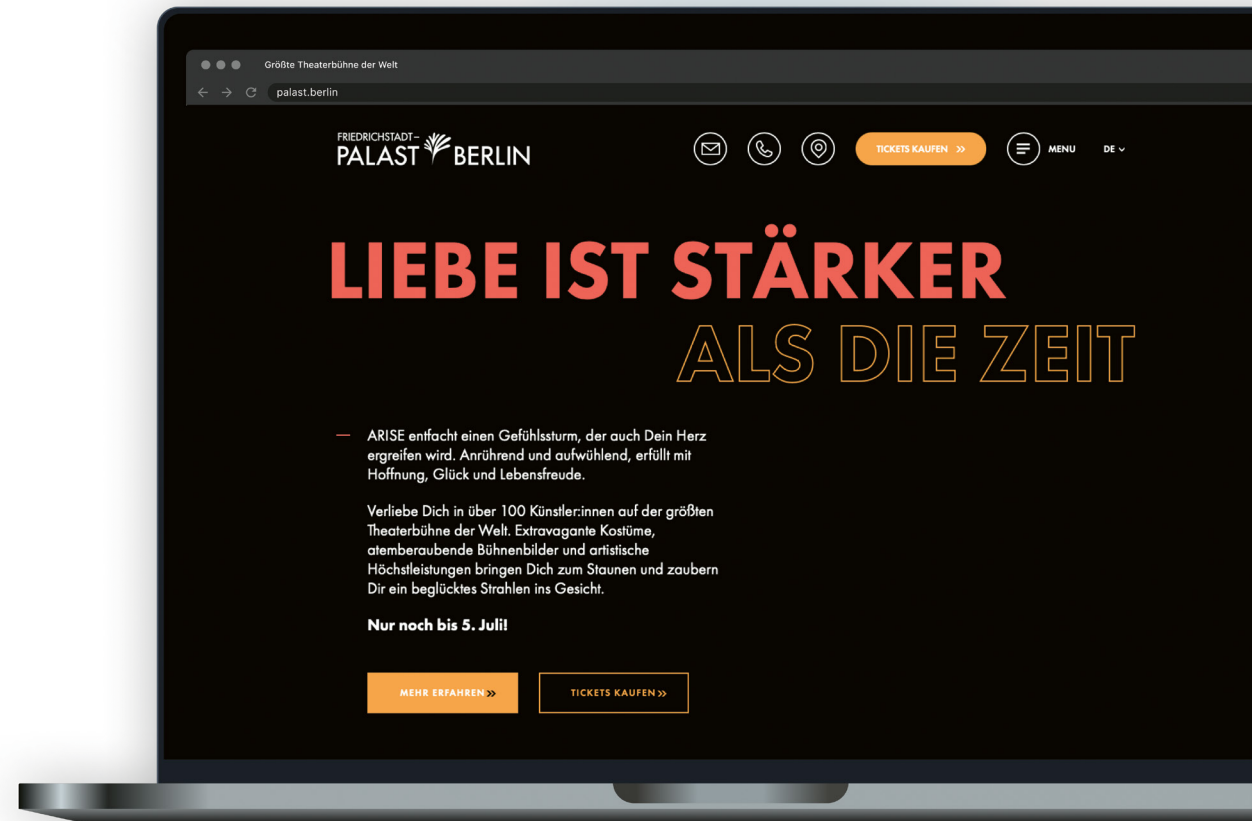 Größte Theaterbühne der Welt
palast.berlin
FRIEDRICHSTADT-
PALAST BERLIN
TICKETS KAUFEN »
MENU
DE
LIEBE IST STÄRKER
ALS DIE ZEIT
— ARISE entfacht einen Gefühlssturm, der auch Dein Herz
ergreifen wird. Anrührend und aufwühlend, erfüllt mit
Hoffnung, Glück und Lebensfreude.
Verliebe Dich in über 100 Künstler:innen auf der größten
Theaterbühne der Welt. Extravagante Kostüme,
atemberaubende Bühnenbilder und artistische
Höchstleistungen bringen Dich zum Staunen und zaubern
Dir ein beglücktes Strahlen ins Gesicht.
Nur noch bis 5. Juli!
MEHR ERFAHREN »
TICKETS KAUFEN »